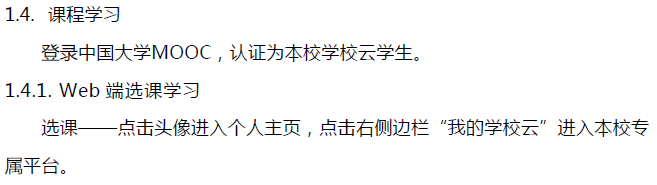 1.4. 课程学习
登录中国大学MOOC，认证为本校学校云学生。
1.4.1. Web 端选课学习
选课——点击头像进入个人主页，点击右侧边栏“我的学校云”进入本校专
属平台。